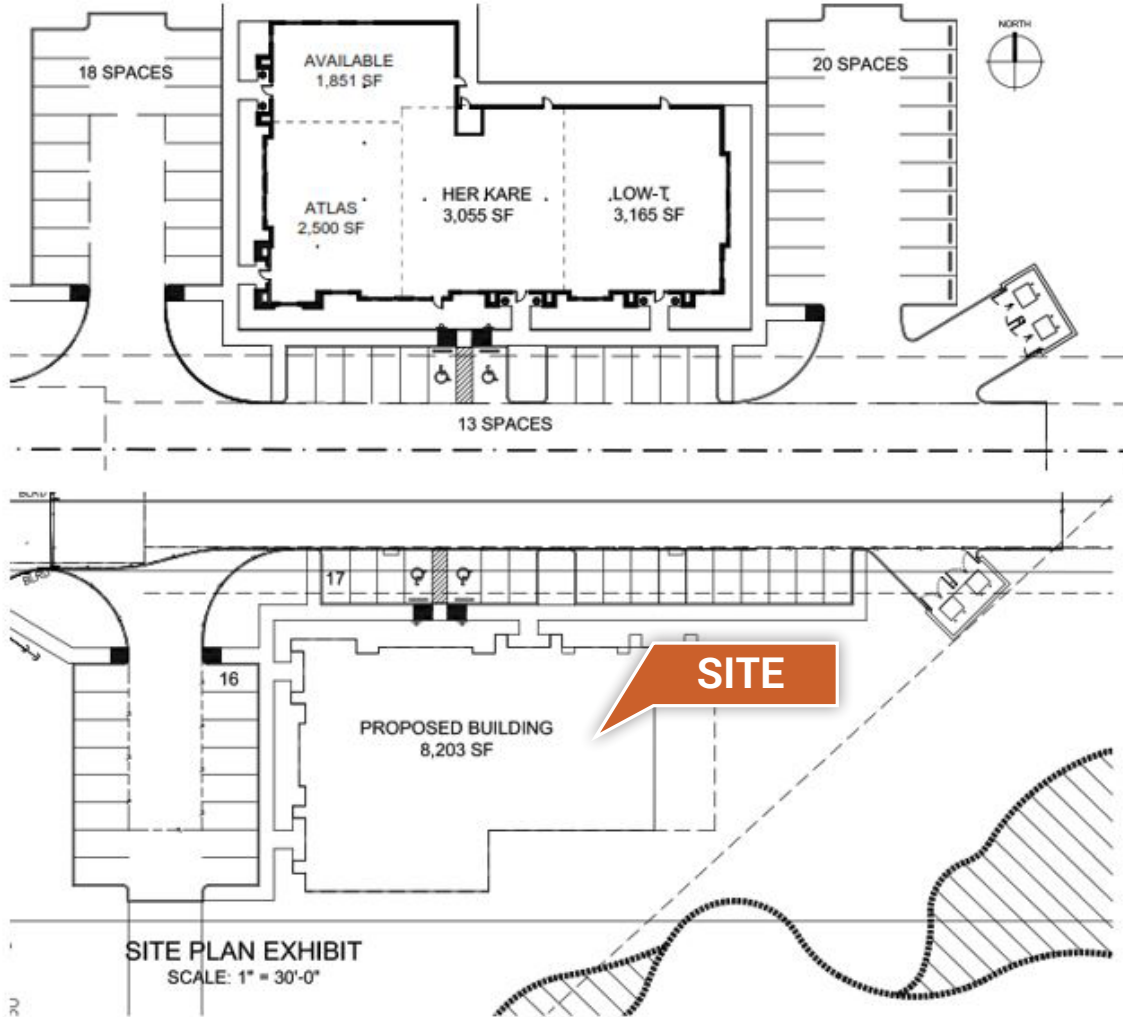 NORTH
18 SPACES
AVAILABLE
1,851 SF
20 SPACES
ATLAS
2,500 SF
HER KARE
3,055 SF
LOW-T
3,165 SF
13 SPACES
BLRD
17
16
SITE
PROPOSED BUILDING
8,203 SF
SITE PLAN EXHIBIT
SCALE: 1" = 30'-0"